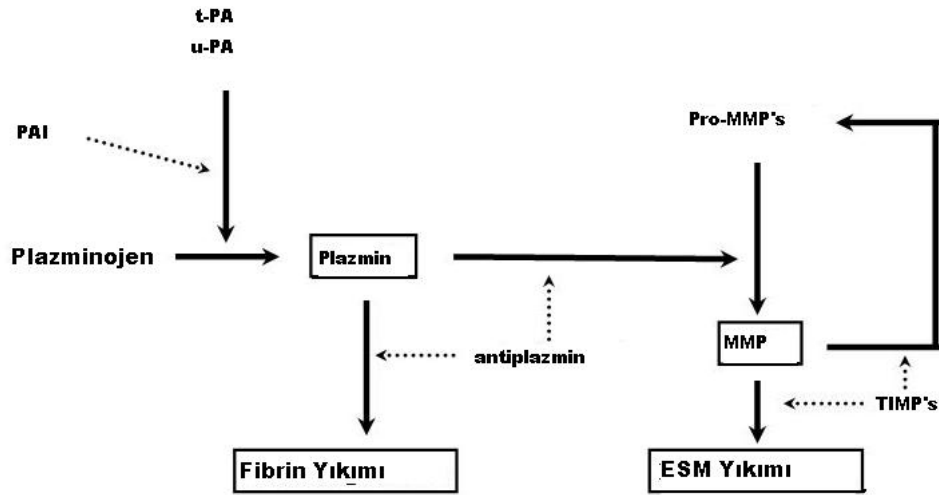 t-PA
u-PA
PAI
Pro-MMP's
Plazminojen
Plazmin
MMP
antiplazmin
TIMP's
Fibrin Yıkımı
ESM Yıkımı